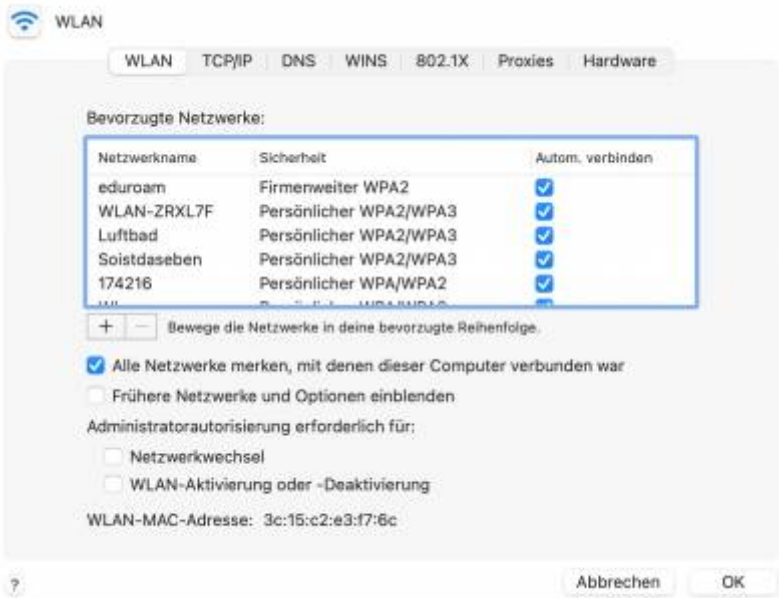 WLAN
WLAN TCP/IP DNS WINS 802.1X Proxies Hardware
Bevorzugte Netzwerke:
Netzwerkname Sicherheit Autom. verbinden
eduroam Firmenweiter WPA2
WLAN-ZRXL7F Persönlicher WPA2/WPA3
Luftbad Persönlicher WPA2/WPA3
Soistdaseben Persönlicher WPA2/WPA3
174216 Persönlicher WPA/WPA2
+ − Bewege die Netzwerke in deine bevorzugte Reihenfolge.
Alle Netzwerke merken, mit denen dieser Computer verbunden war
Frühere Netzwerke und Optionen einblenden
Administratorautorisierung erforderlich für:
Netzwerkwechsel
WLAN-Aktivierung oder -Deaktivierung
WLAN-MAC-Adresse: 3c:15:c2:e3:f7:6c
? Abbrechen OK